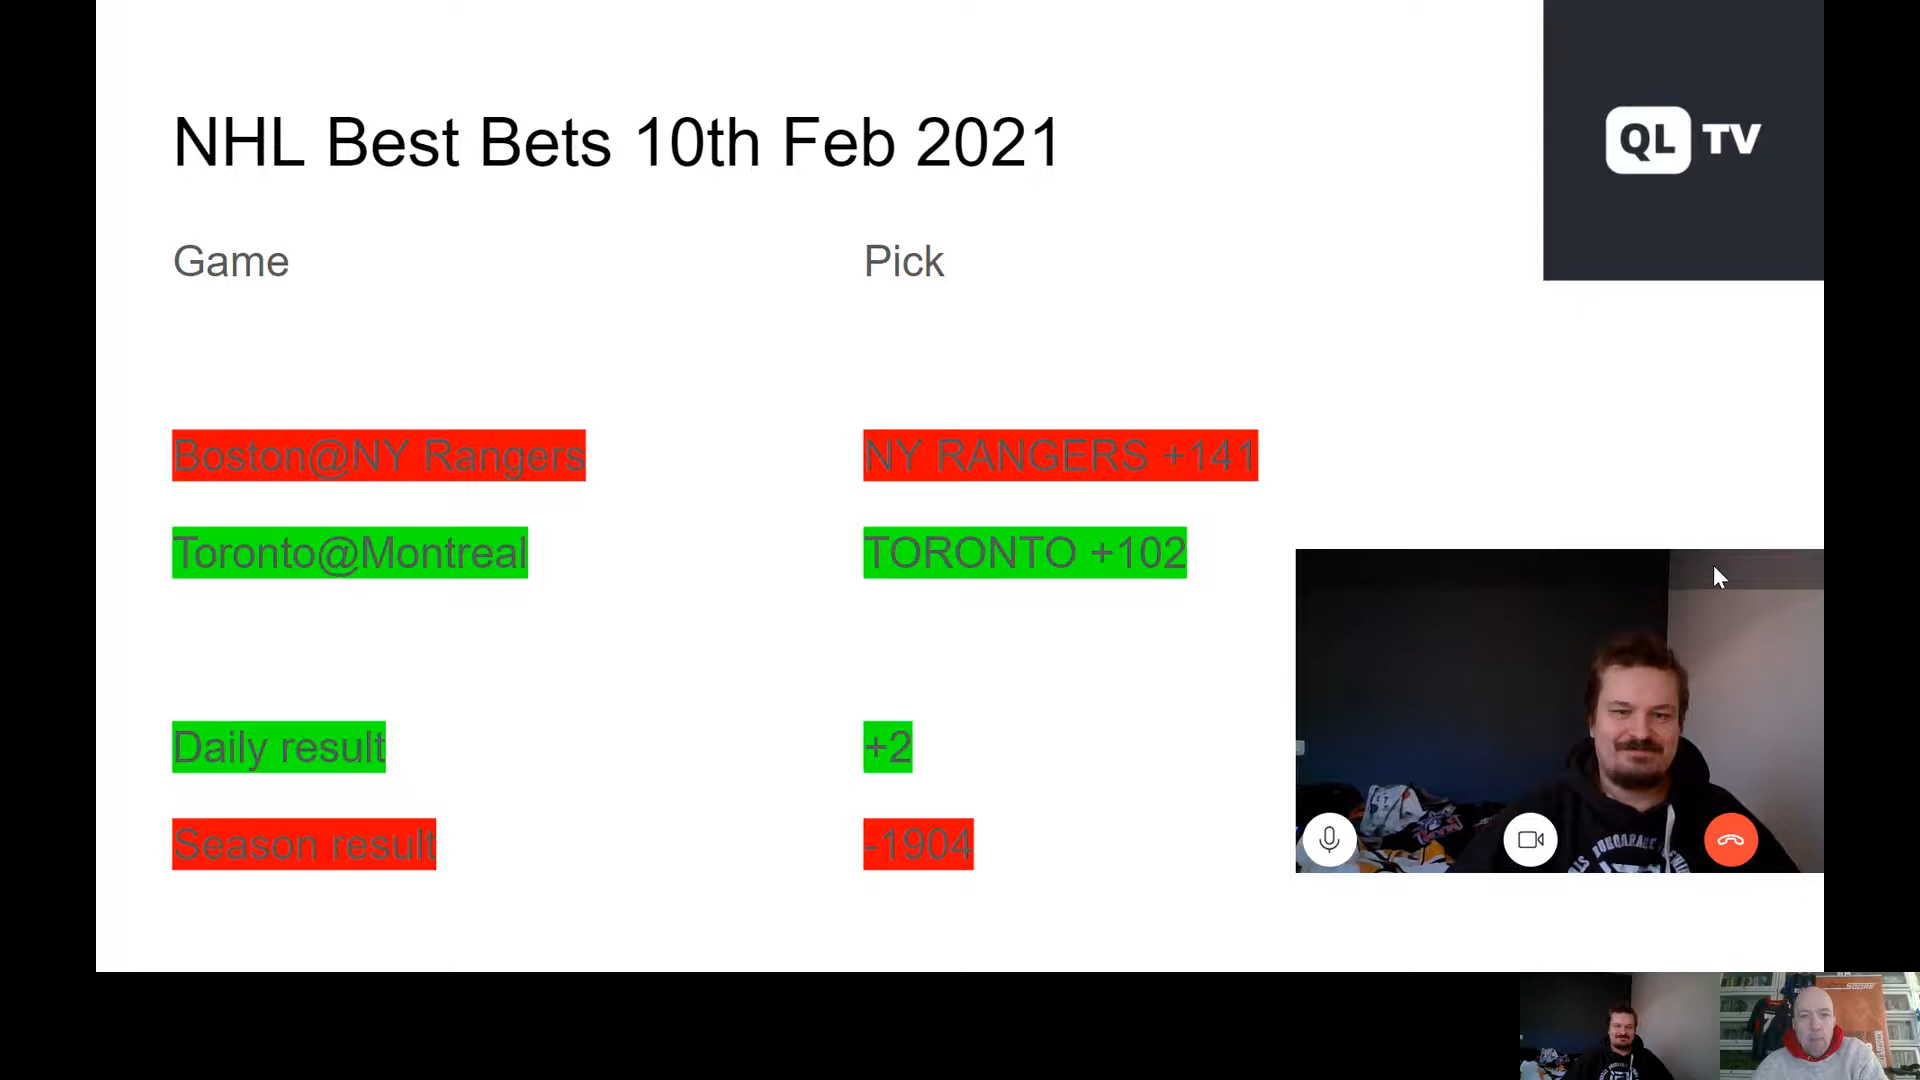 NHL Best Bets 10th Feb 2021
QL TV
Game Pick
Boston@NY Rangers NY RANGERS +141
Toronto@Montreal TORONTO +102
Daily result +2
Season result -1904